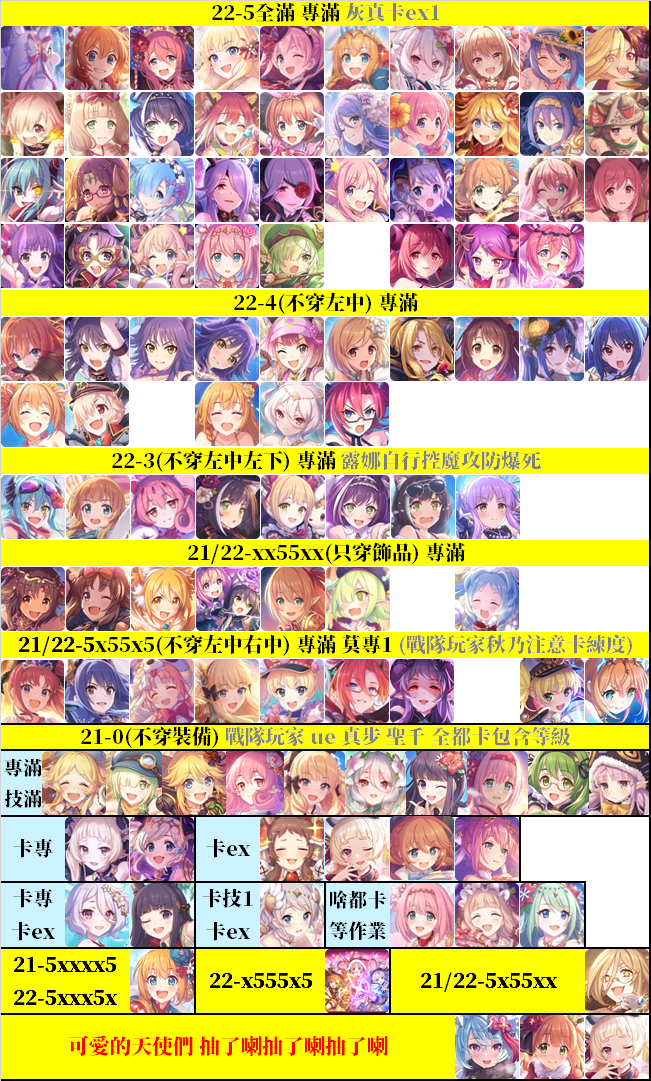 22-5全滿 專滿 灰真卡ex1
22-4(不穿左中) 專滿
22-3(不穿左中左下) 專滿 露娜自行控魔攻防爆死
21/22-xx55xx(只穿飾品) 專滿
21/22-5x55x5(不穿左中右中) 專滿 莫專1 (戰隊玩家秋乃注意卡練度)
21-0(不穿裝備) 戰隊玩家 ue 真步 聖千 全都卡包含等級
專滿
技滿
卡專
卡ex
卡專
卡ex
卡技1
卡ex
啥都卡
等作業
21-5xxxx5
22-5xxx5x
22-x555x5
21/22-5x55xx
可愛的天使們 抽了喇抽了喇抽了喇